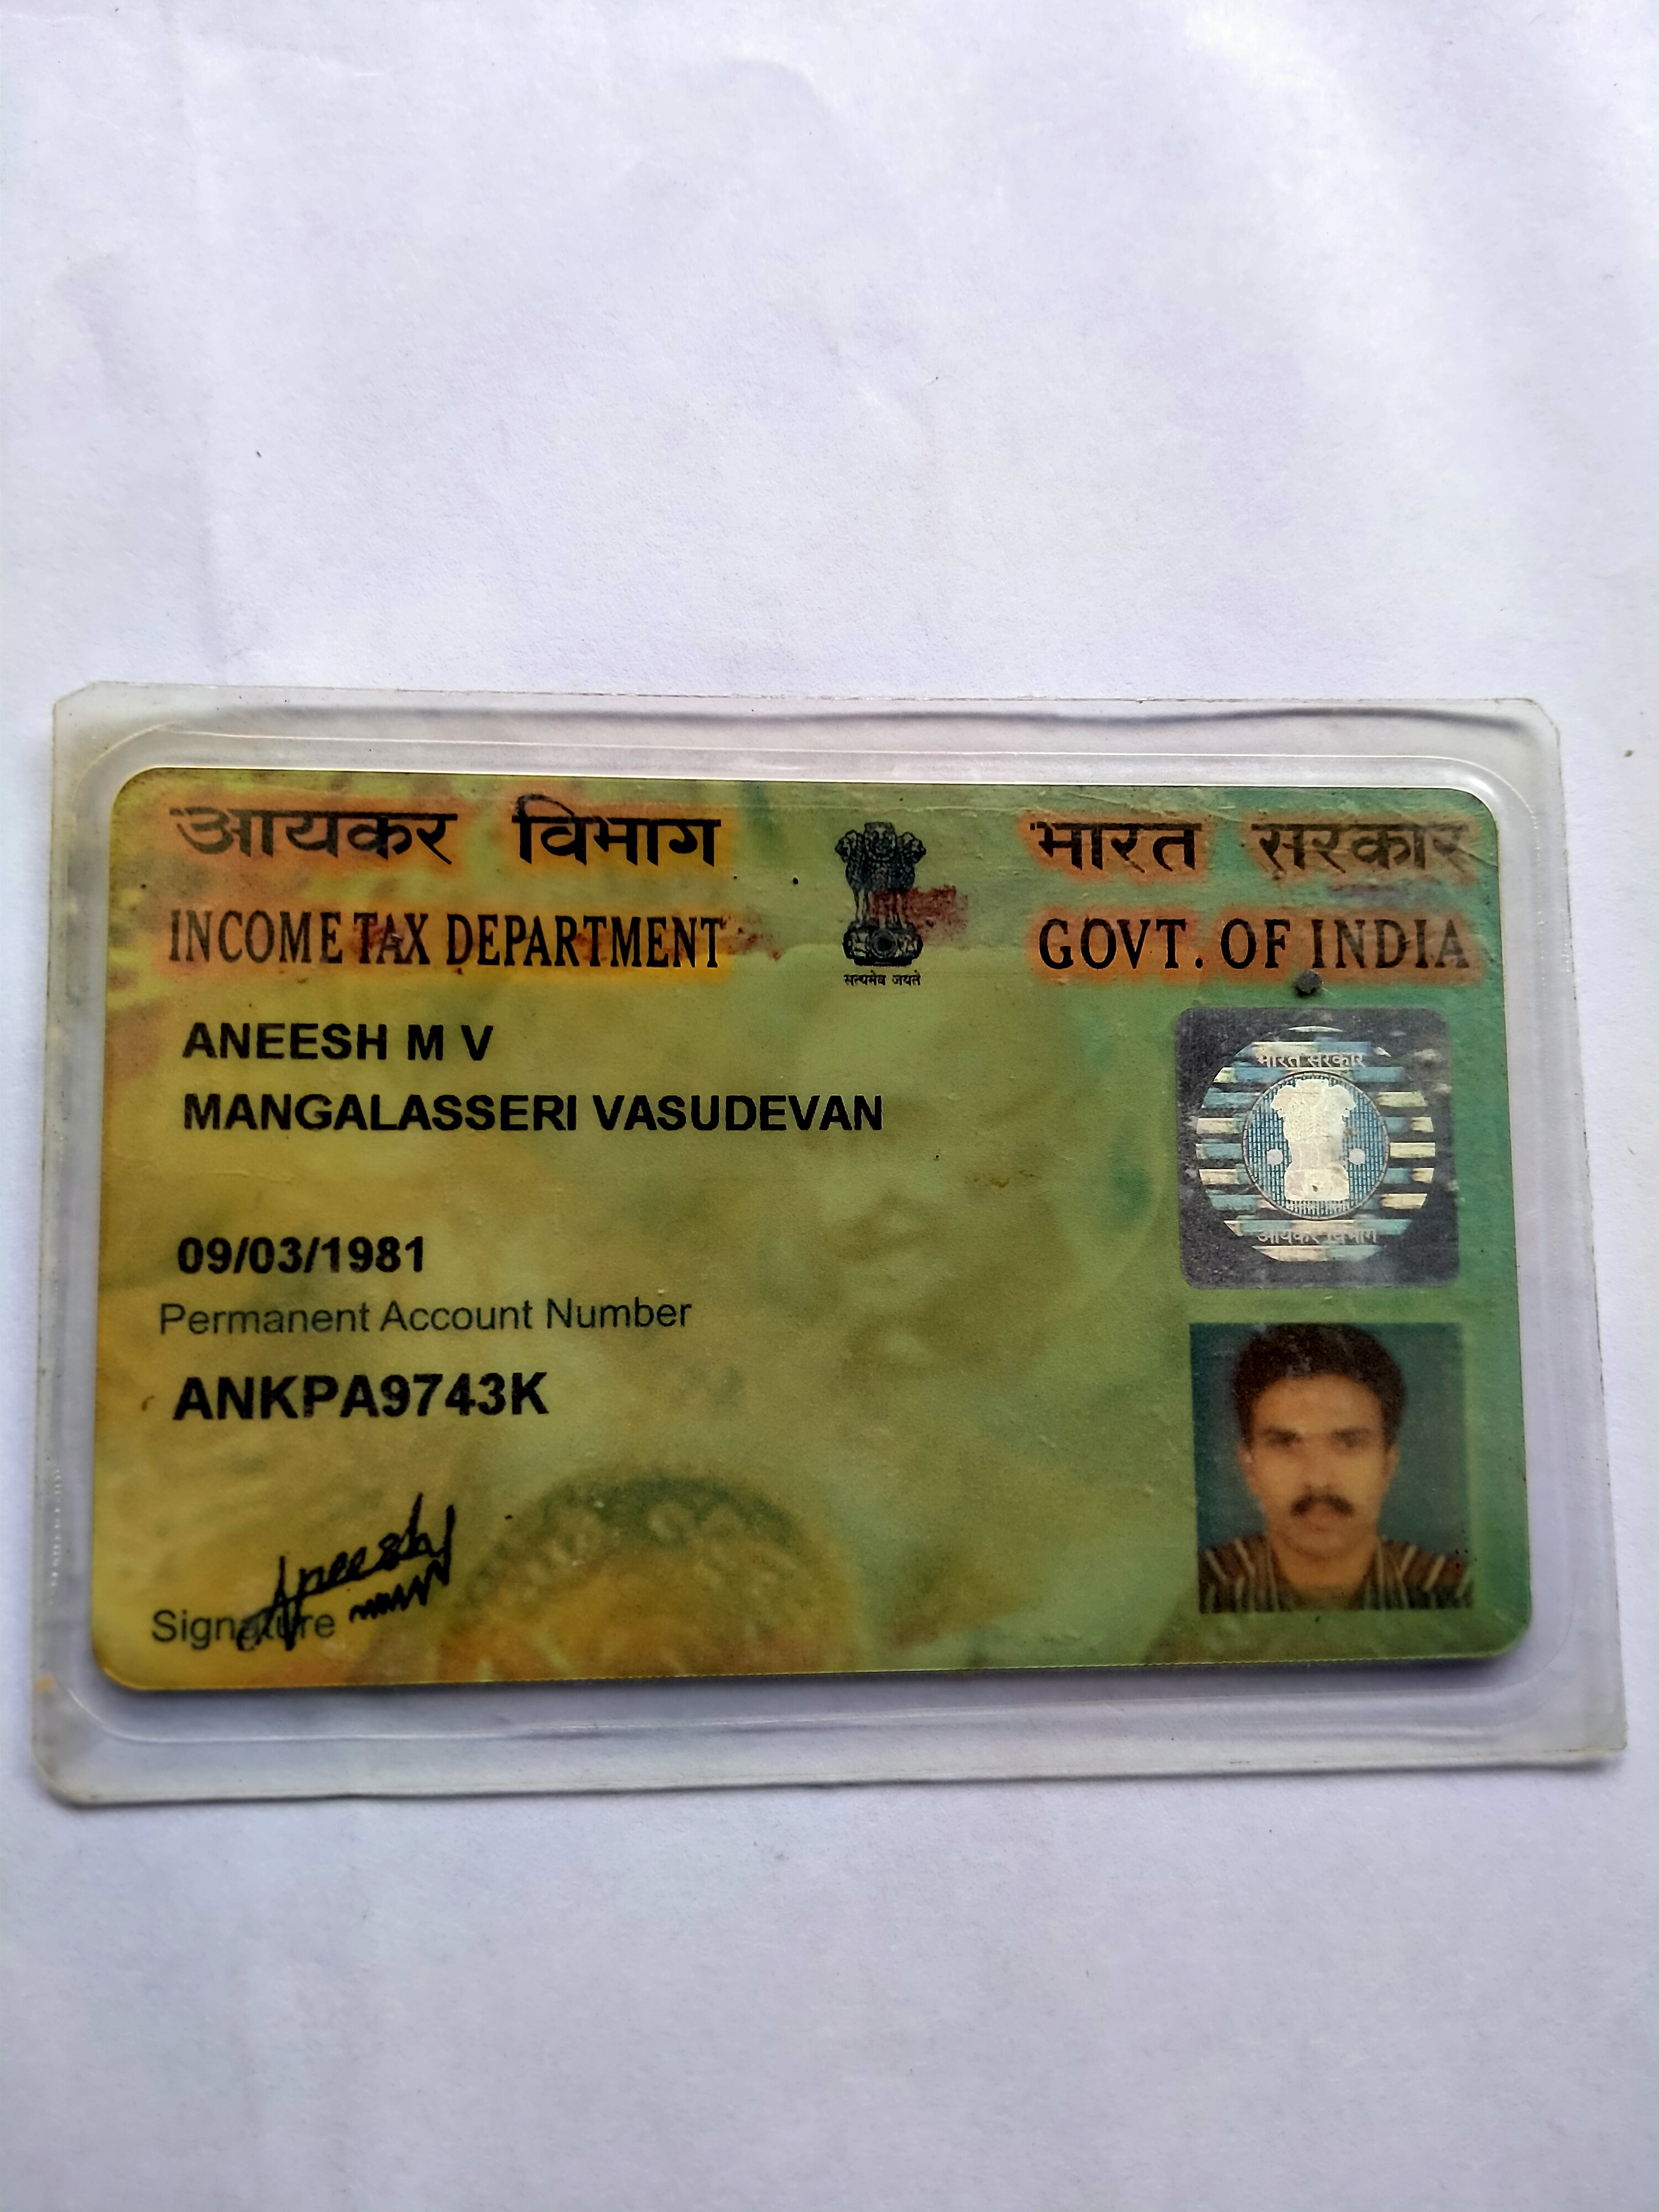 आयकर विभाग
भारत सरकार
INCOME TAX DEPARTMENT
GOVT. OF INDIA
सत्यमेव जयते
ANEESH M V
MANGALASSERI VASUDEVAN
भारत सरकार
आयकर विभाग
09/03/1981
Permanent Account Number
ANKPA9743K
Aneesh
Signature